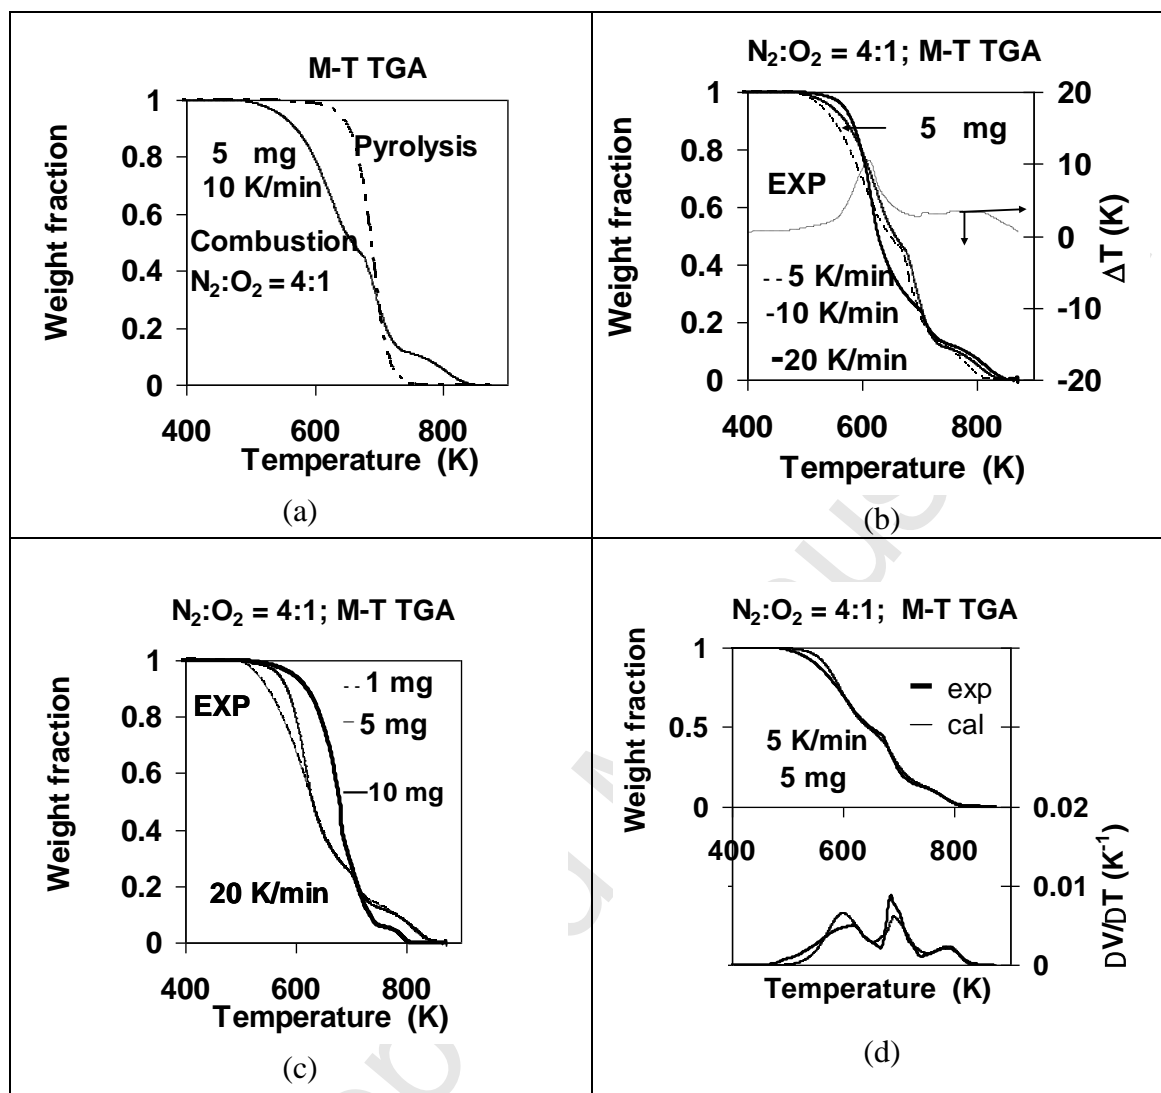 M-T TGA
Weight fraction
1
0.8
0.6
0.4
0.2
0
5 mg
10 K/min
Pyrolysis
Combustion
N₂:O₂ = 4:1
400 600 800
Temperature (K)
(a)
N₂:O₂ = 4:1; M-T TGA
Weight fraction
1
0.8
0.6
0.4
0.2
0
5 mg
EXP
--5 K/min
-10 K/min
-20 K/min
20
10
0
-10
-20
ΔT (K)
400 600 800
Temperature (K)
(b)
N₂:O₂ = 4:1; M-T TGA
Weight fraction
1
0.8
0.6
0.4
0.2
0
EXP
1 mg
5 mg
10 mg
20 K/min
400 600 800
Temperature (K)
(c)
N₂:O₂ = 4:1; M-T TGA
Weight fraction
1
0.5
0
exp
cal
5 K/min
5 mg
400 600 800
0.02
0.01
0
DV/DT (K⁻¹)
Temperature (K)
(d)